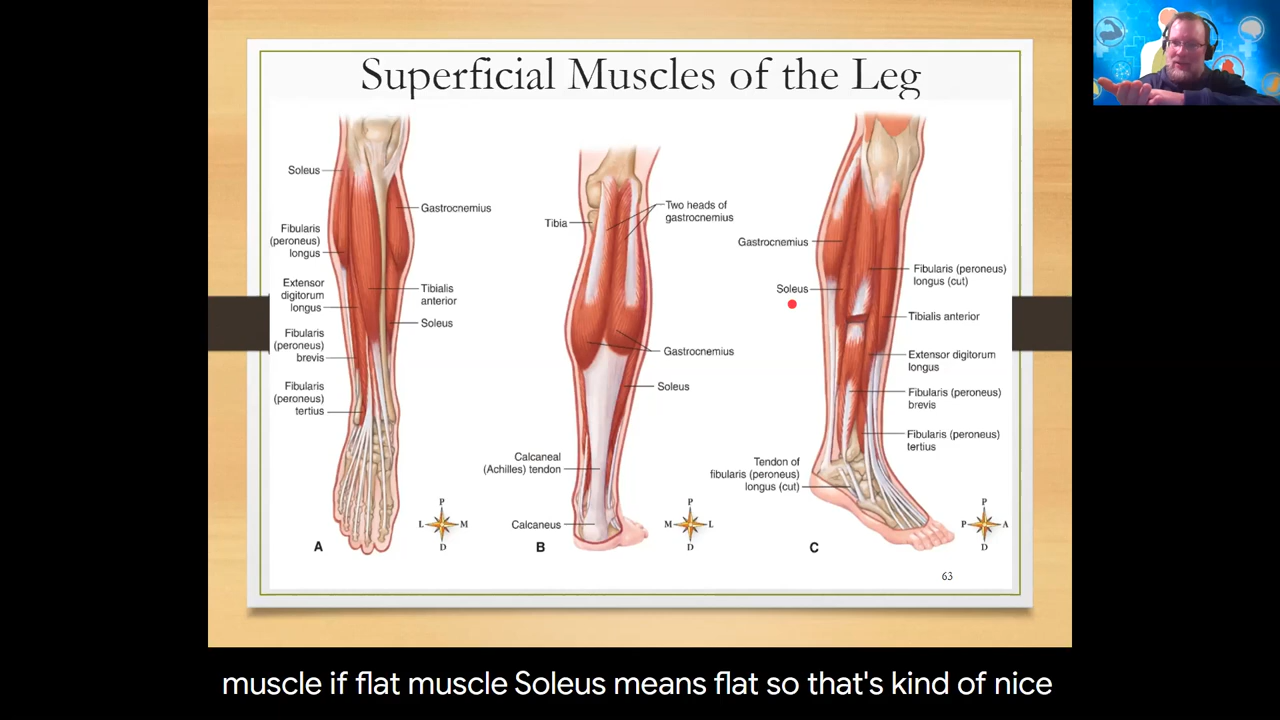 Superficial Muscles of the Leg
Soleus
Fibularis
(peroneus)
longus
Extensor
digitorum
longus
Fibularis
(peroneus)
brevis
Fibularis
(peroneus)
tertius
Gastrocnemius
Tibialis
anterior
Soleus
P
L M
D
A
Tibia
Two heads of
gastrocnemius
Gastrocnemius
Soleus
Calcaneal
(Achilles) tendon
Calcaneus
P
M L
D
B
Gastrocnemius
Soleus
Tendon of
fibularis (peroneus)
longus (cut)
Fibularis (peroneus)
longus (cut)
Tibialis anterior
Extensor digitorum
longus
Fibularis (peroneus)
brevis
Fibularis (peroneus)
tertius
P
P A
D
C
63
muscle if flat muscle Soleus means flat so that's kind of nice